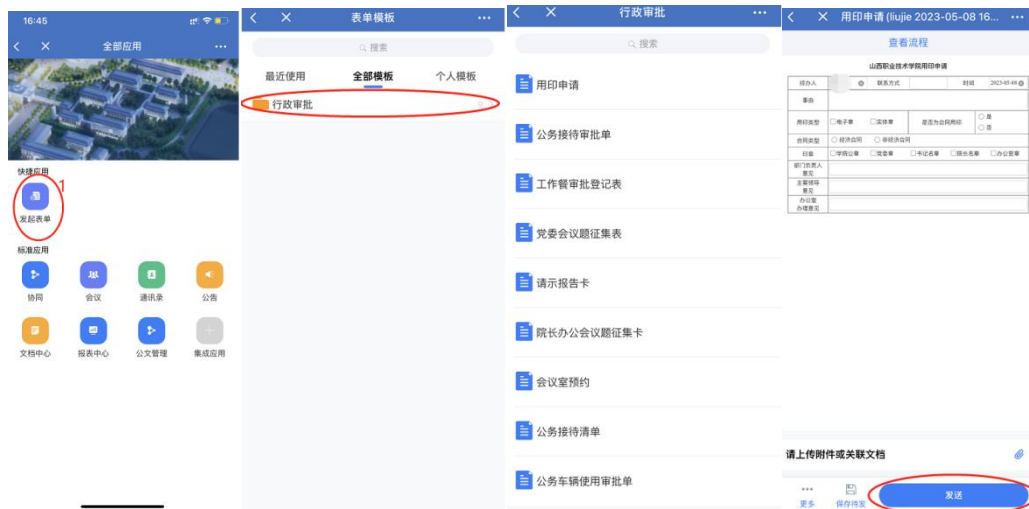 16:45
全部应用
快捷应用
1
发起表单
标准应用
协同
会议
通讯录
公告
文档中心
报表中心
公文管理
集成应用
表单模板
搜索
最近使用
全部模板
个人模板
行政审批
行政审批
搜索
用印申请
公务接待审批单
工作餐审批登记表
党委会议题征集表
请示报告卡
院长办公会议题征集卡
会议室预约
公务接待清单
公务车辆使用审批单
用印申请 (liujie 2023-05-08 16...
查看流程
山西职业技术学院用印申请
经办人 联系方式 时间 2023-05-08
事由
用印类型 电子章 实体章 是否为合同用印 是
否
合同类型 经济合同 非经济合同
印章 学院公章 党委章 书记名章 院长名章 办公室章
部门负责人
意见
主要领导
意见
办公室
办理意见
请上传附件或关联文档
更多
保存待发
发送